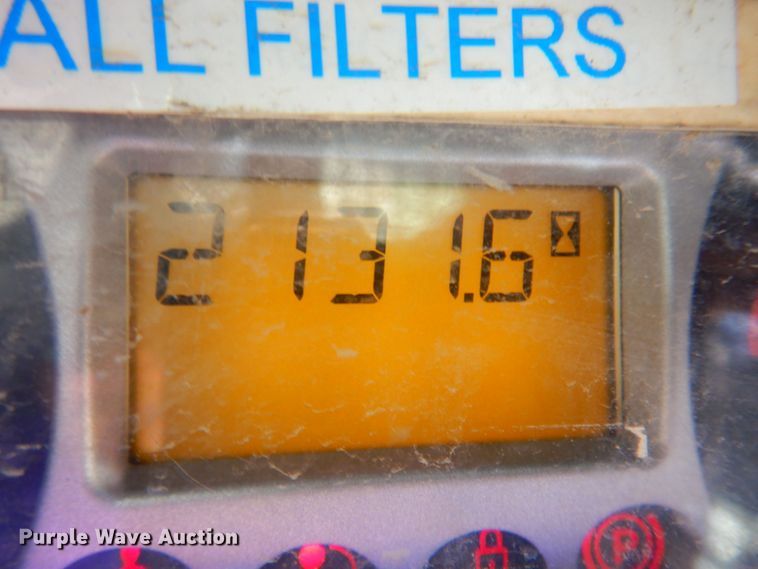 ALL FILTERS
2131.6
Purple Wave Auction
P